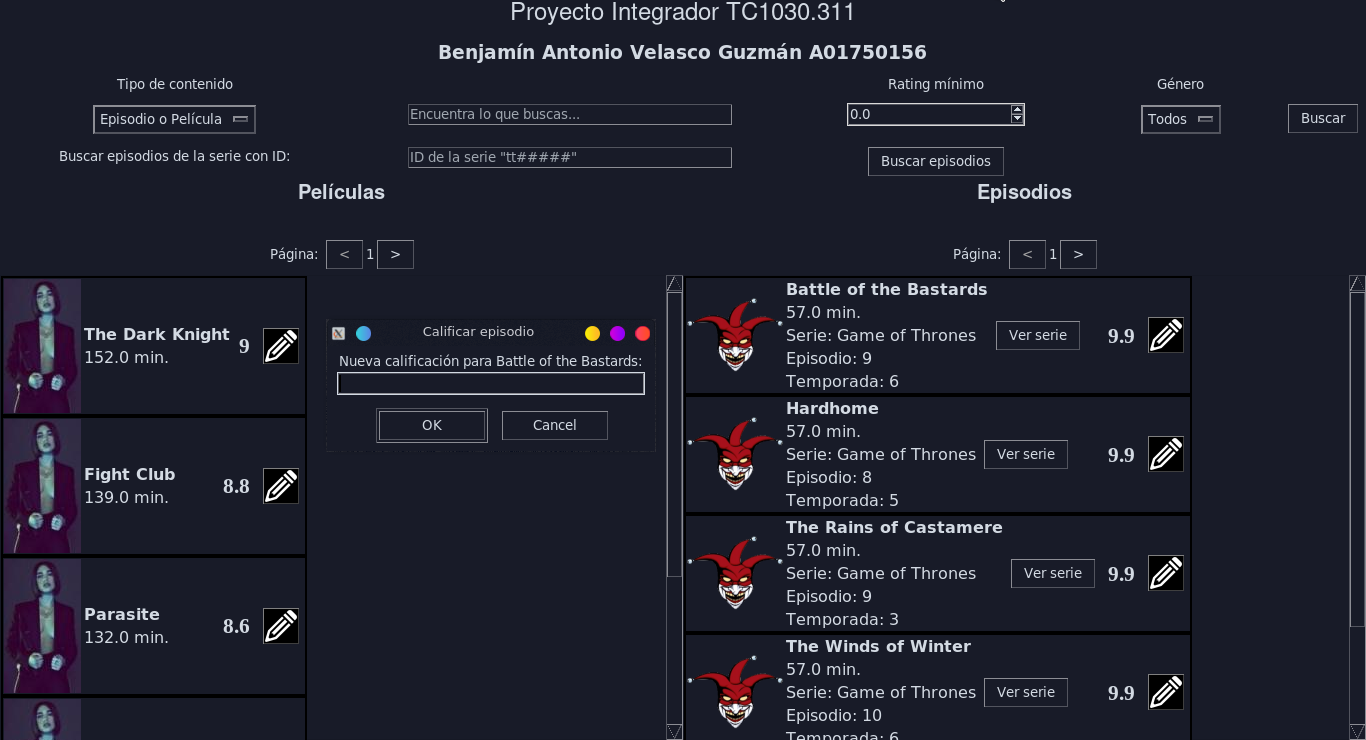 Proyecto Integrador TC1030.311
Benjamín Antonio Velasco Guzmán A01750156
Tipo de contenido
Rating mínimo
Género
Episodio o Película
Encuentra lo que buscas...
0.0
Todos
Buscar
Buscar episodios de la serie con ID:
ID de la serie "tt#####"
Buscar episodios
Películas
Página:
<
1
>
The Dark Knight
152.0 min.
9
Fight Club
139.0 min.
8.8
Parasite
132.0 min.
8.6
Calificar episodio
Nueva calificación para Battle of the Bastards:
OK
Cancel
Episodios
Página:
<
1
>
Battle of the Bastards
57.0 min.
Serie: Game of Thrones
Episodio: 9
Temporada: 6
Ver serie
9.9
Hardhome
57.0 min.
Serie: Game of Thrones
Episodio: 8
Temporada: 5
Ver serie
9.9
The Rains of Castamere
57.0 min.
Serie: Game of Thrones
Episodio: 9
Temporada: 3
Ver serie
9.9
The Winds of Winter
57.0 min.
Serie: Game of Thrones
Episodio: 10
Temporada: 6
Ver serie
9.9